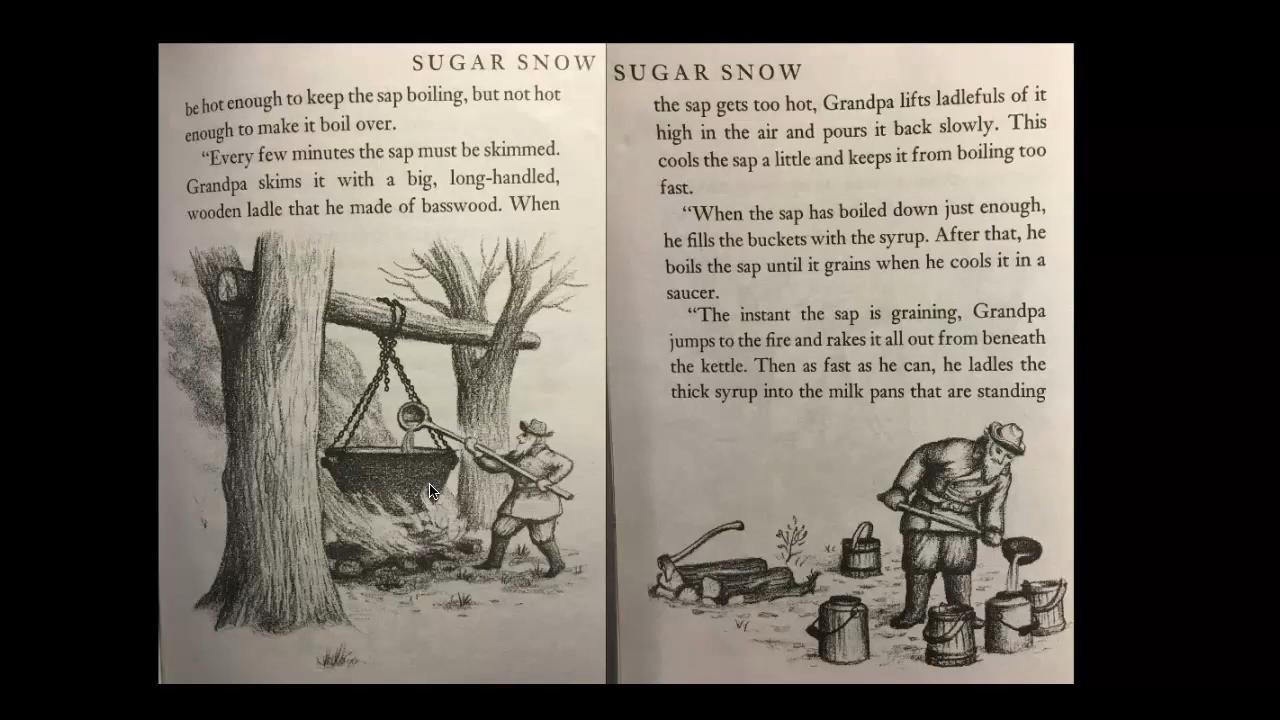 SUGAR SNOW
be hot enough to keep the sap boiling, but not hot
enough to make it boil over.
“Every few minutes the sap must be skimmed.
Grandpa skims it with a big, long-handled,
wooden ladle that he made of basswood. When
SUGAR SNOW
the sap gets too hot, Grandpa lifts ladlefuls of it
high in the air and pours it back slowly. This
cools the sap a little and keeps it from boiling too
fast.
“When the sap has boiled down just enough,
he fills the buckets with the syrup. After that, he
boils the sap until it grains when he cools it in a
saucer.
“The instant the sap is graining, Grandpa
jumps to the fire and rakes it all out from beneath
the kettle. Then as fast as he can, he ladles the
thick syrup into the milk pans that are standing